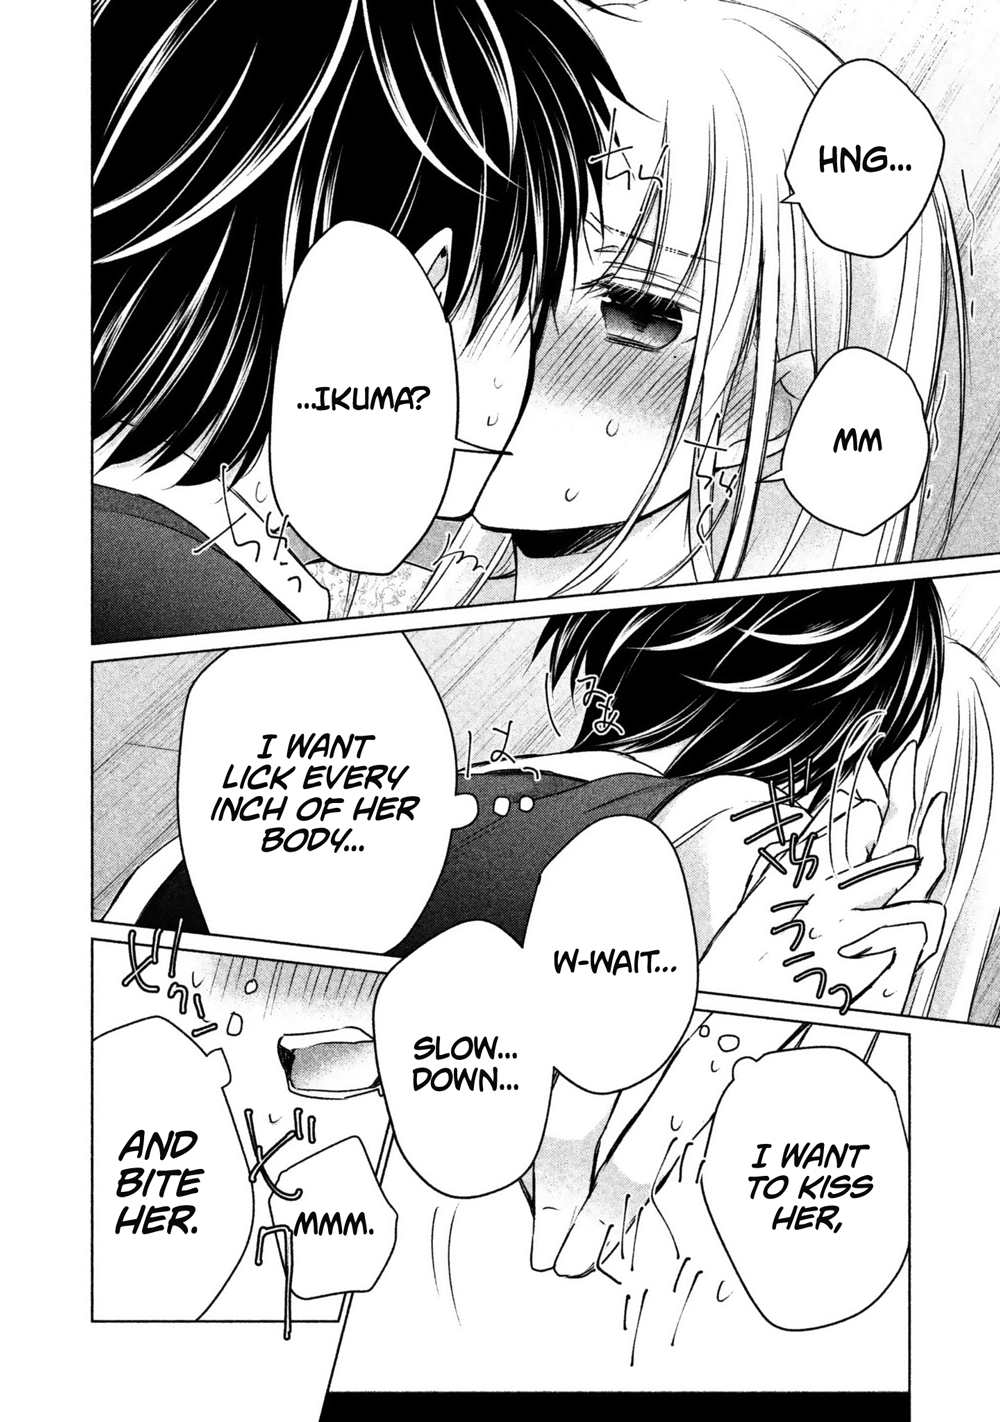 HNG...
...IKUMA?
MM
I WANT
LICK EVERY
INCH OF HER
BODY...
W-WAIT...
SLOW...
DOWN...
I WANT
TO KISS
HER,
MMM.
AND
BITE
HER.